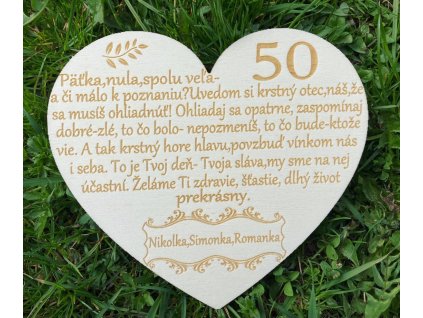 50
Päťka,nula,spolu veľa-
a či málo k poznaniu?Uvedom si krstný otec,náš,že
sa musíš ohliadnúť! Ohliadaj sa opatrne, zaspomínaj
dobré-zlé, to čo bolo- nepozmeníš, to čo bude-ktože
vie. A tak krstný hore hlavu,povzbuď vínkom nás
i seba. To je Tvoj deň- Tvoja sláva,my sme na nej
účastní. Želáme Ti zdravie, šťastie, dlhý život
prekrásny.
Nikolka,Simonka,Romanka